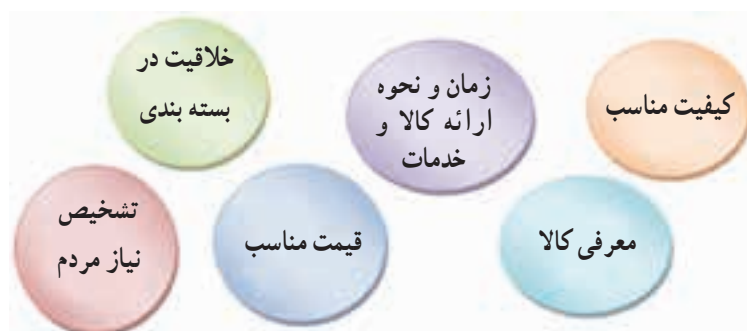 کیفیت مناسب
زمان و نحوه
ارائه کالا و
خدمات
خلاقیت در
بسته بندی
معرفی کالا
قیمت مناسب
تشخیص
نیاز مردم